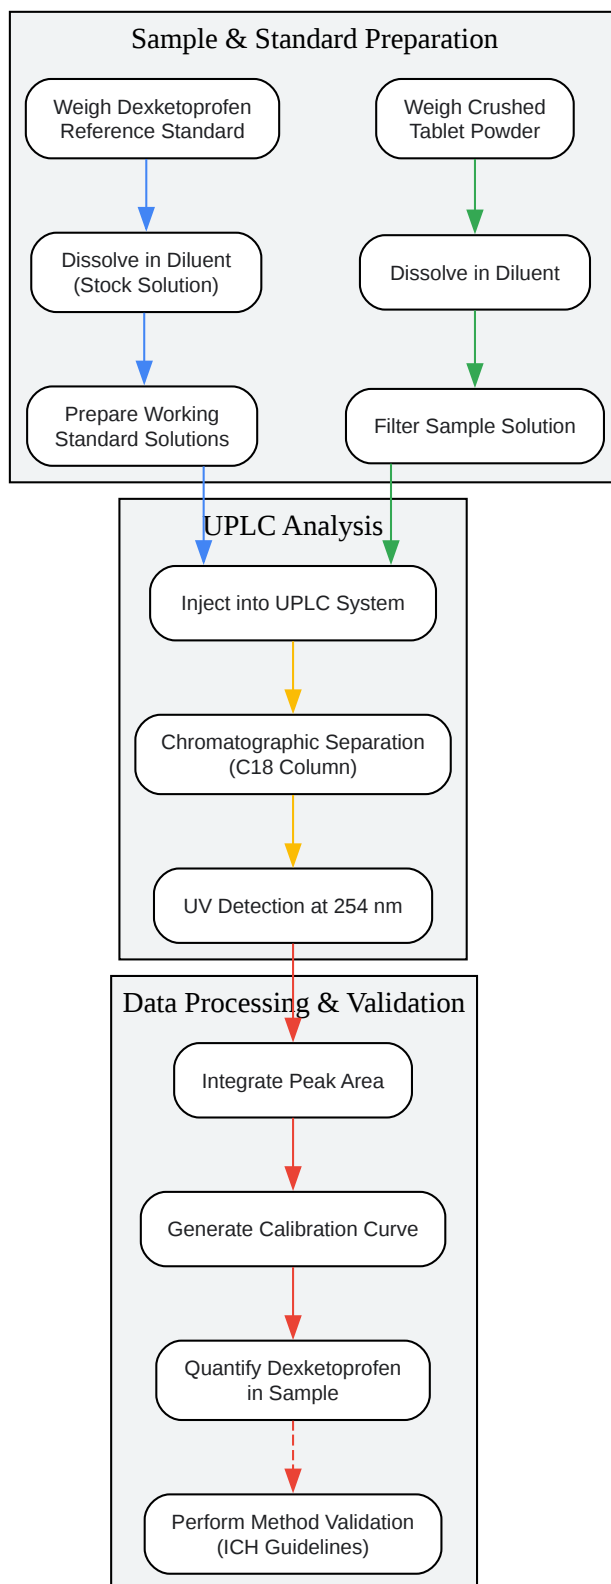 Sample & Standard Preparation
Weigh Dexketoprofen
Reference Standard
Weigh Crushed
Tablet Powder
Dissolve in Diluent
(Stock Solution)
Dissolve in Diluent
Prepare Working
Standard Solutions
Filter Sample Solution
UPLC Analysis
Inject into UPLC System
Chromatographic Separation
(C18 Column)
UV Detection at 254 nm
Data Processing & Validation
Integrate Peak Area
Generate Calibration Curve
Quantify Dexketoprofen
in Sample
Perform Method Validation
(ICH Guidelines)